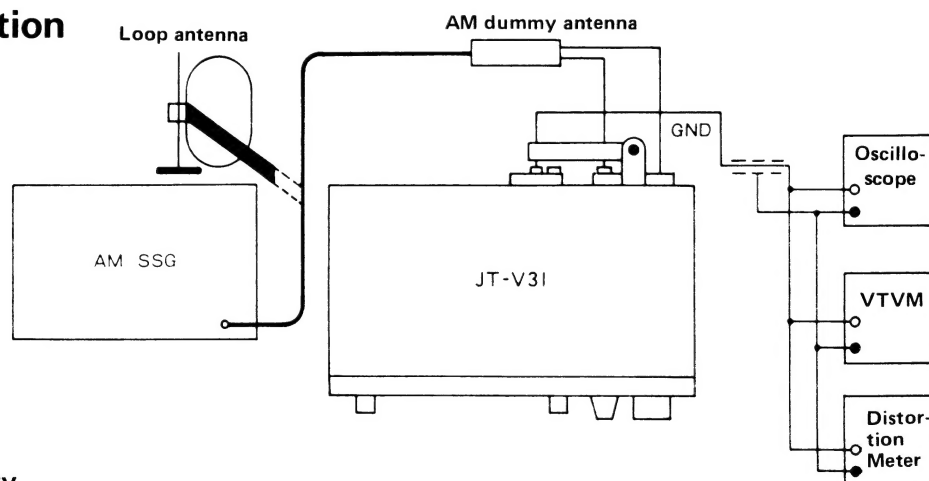 tion
Loop antenna
AM dummy antenna
GND
Oscillo-
scope
AM SSG
JT-V31
VTVM
Distor-
tion
Meter